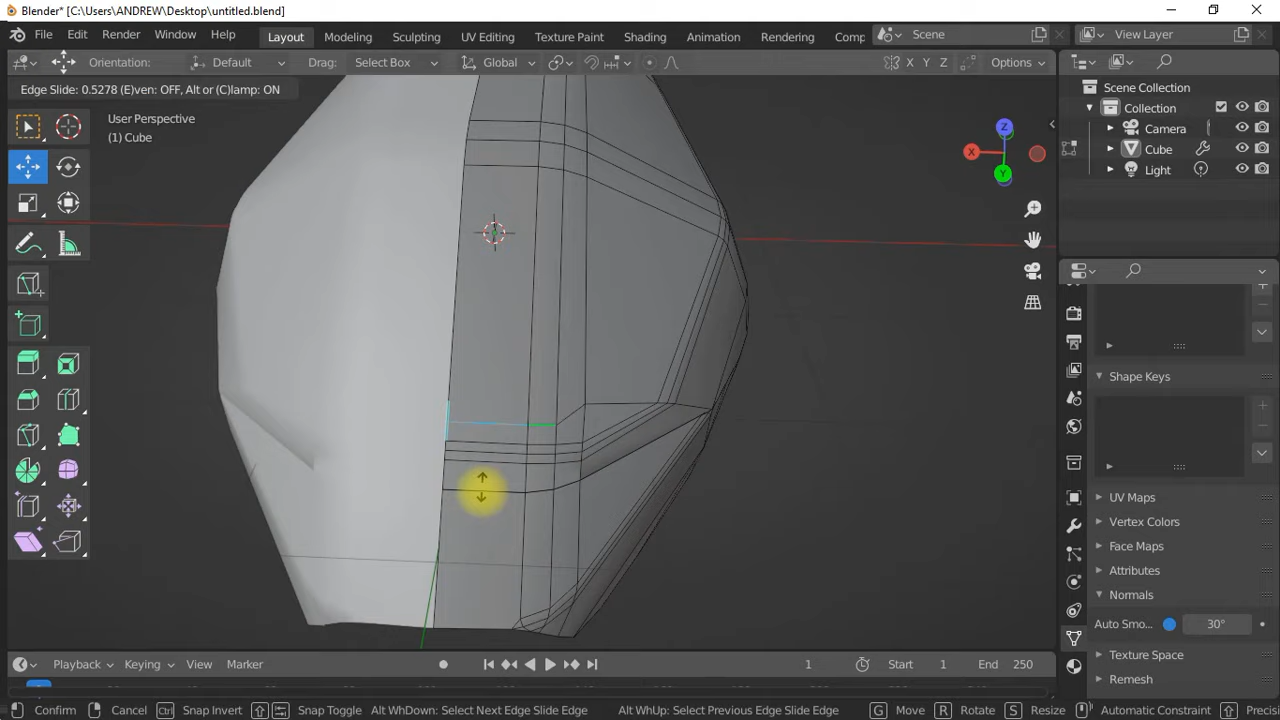 Blender* [C:\Users\ANDREW\Desktop\untitled.blend]
File Edit Render Window Help Layout Modeling Sculpting UV Editing Texture Paint Shading Animation Rendering Comp Scene View Layer
Orientation: Default Drag: Select Box Global X Y Z Options
Edge Slide: 0.5278 (E)ven: OFF, Alt or (C)lamp: ON
User Perspective
(1) Cube
Z
X
Y
Scene Collection
Collection
Camera
Cube
Light
Shape Keys
UV Maps
Vertex Colors
Face Maps
Attributes
Normals
Auto Smo... 30°
Texture Space
Remesh
Playback Keying View Marker 1 Start 1 End 250
Confirm Cancel Ctrl Snap Invert Snap Toggle Alt WhDown: Select Next Edge Slide Edge Alt WhUp: Select Previous Edge Slide Edge G Move R Rotate S Resize Automatic Constraint Precis